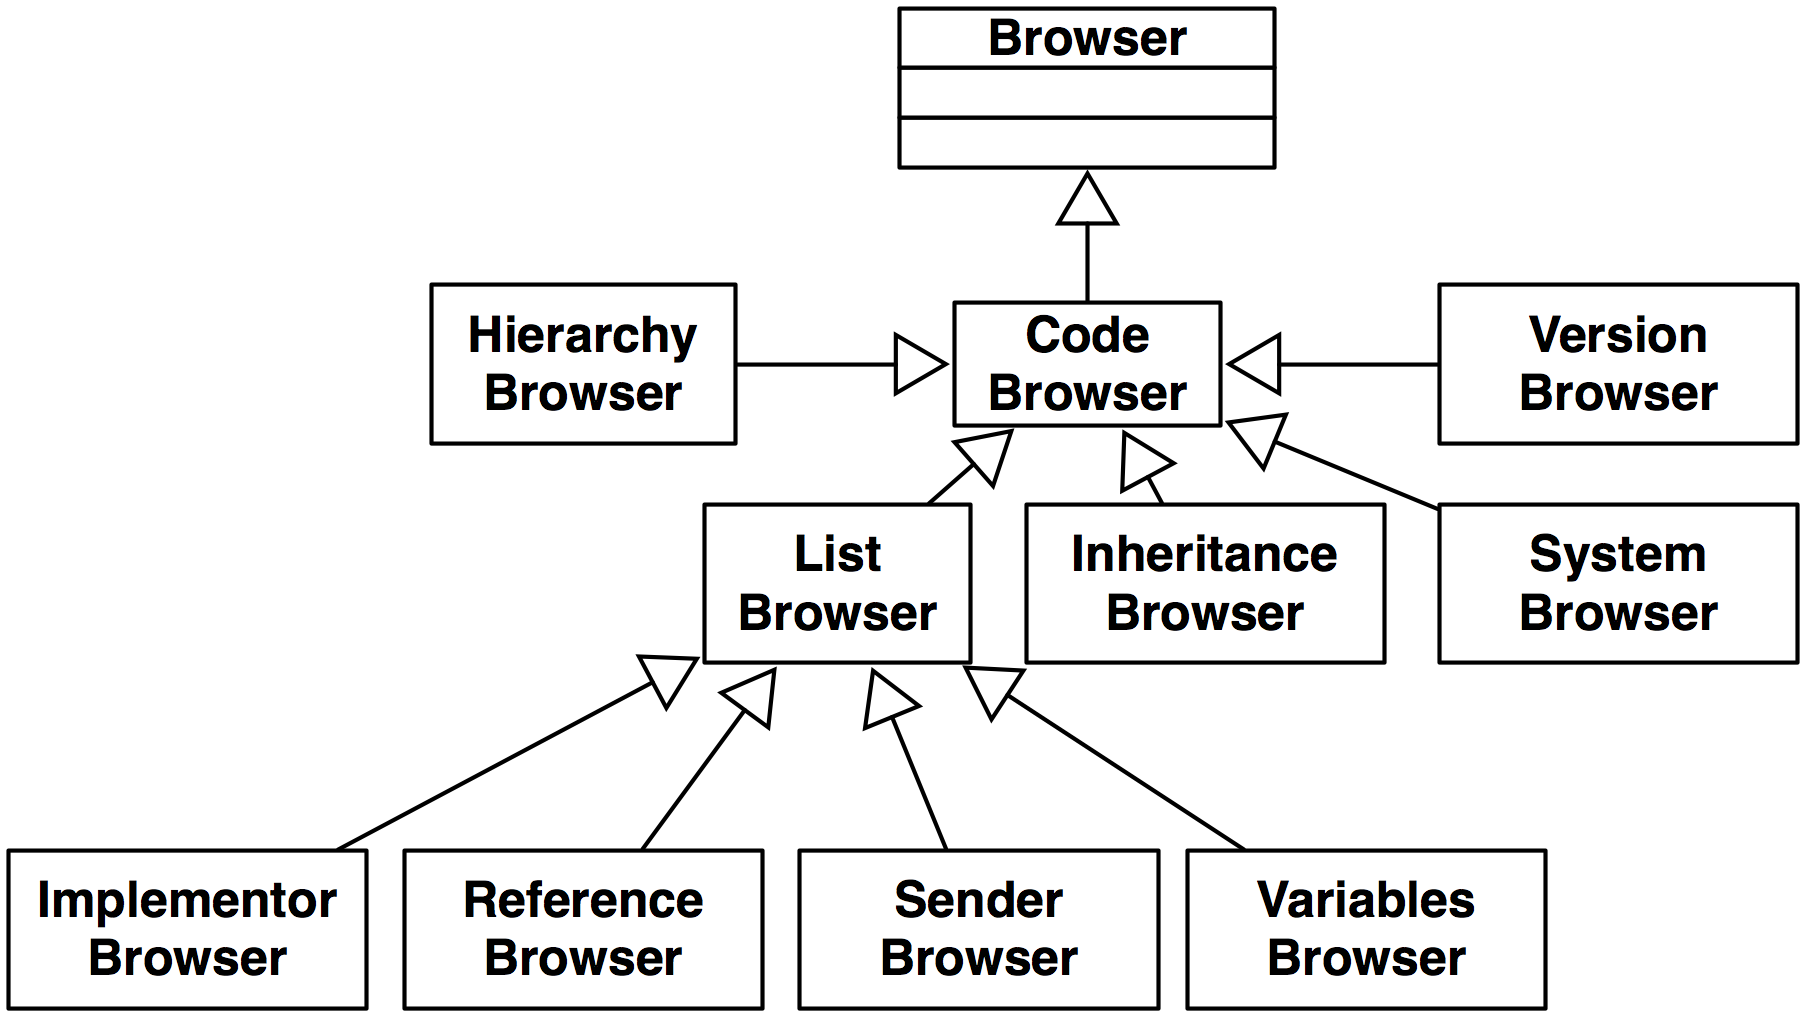 Browser
Hierarchy
Browser
Code
Browser
Version
Browser
List
Browser
Inheritance
Browser
System
Browser
Implementor
Browser
Reference
Browser
Sender
Browser
Variables
Browser